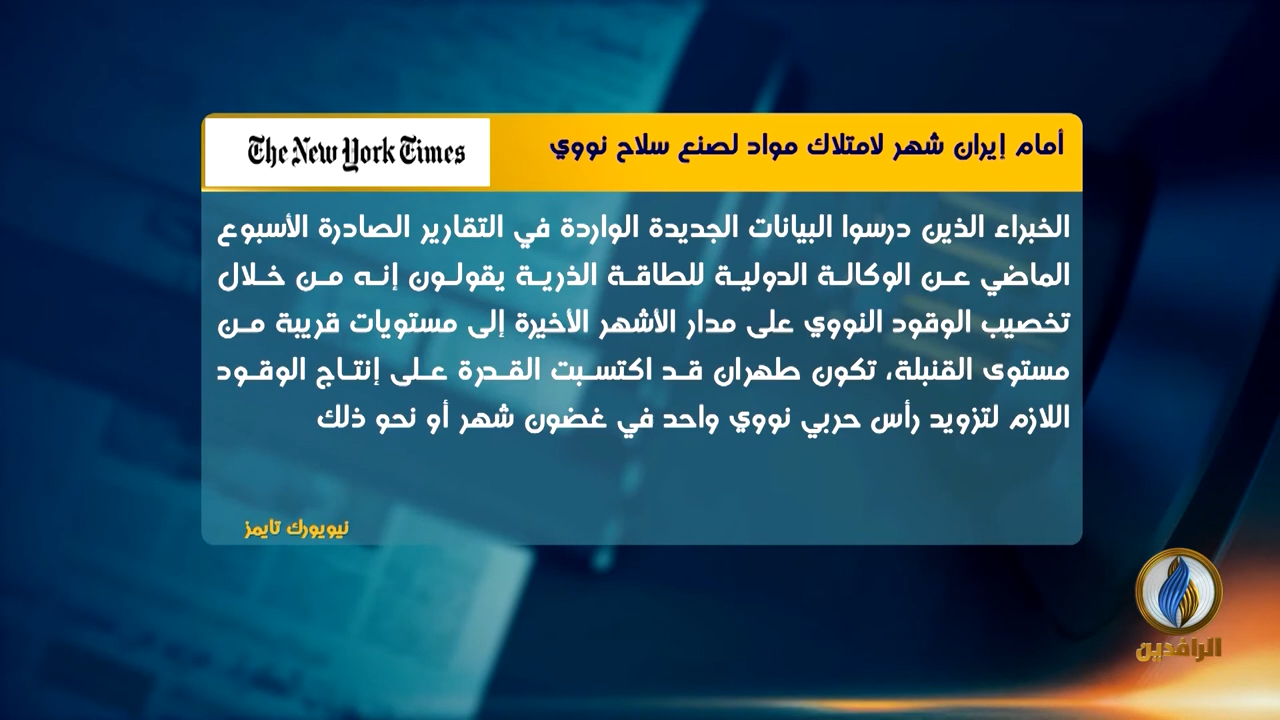 أمام إيران شهر لامتلاك مواد لصنع سلاح نووي
The New York Times
الخبراء الذين درسوا البيانات الجديدة الواردة في التقارير الصادرة الأسبوع
الماضي عن الوكالة الدولية للطاقة الذرية يقولون إنه من خلال
تخصيب الوقود النووي على مدار الأشهر الأخيرة إلى مستويات قريبة من
مستوى القنبلة، تكون طهران قد اكتسبت القدرة على إنتاج الوقود
اللازم لتزويد رأس حربي نووي واحد في غضون شهر أو نحو ذلك
نيويورك تايمز
الرافدين